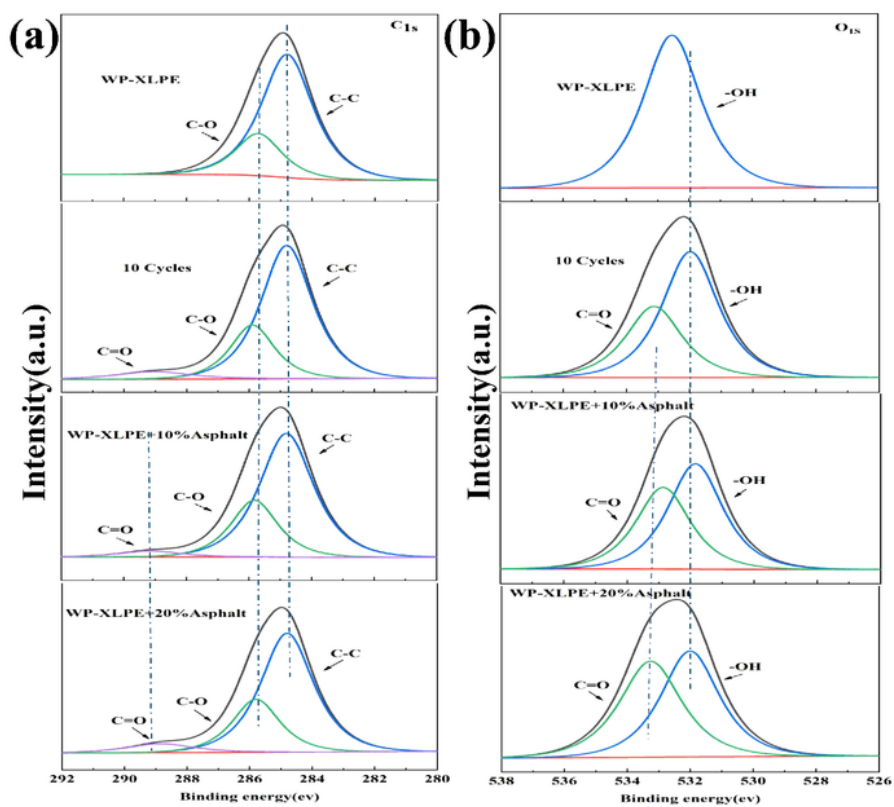 (a)
C1s
WP-XLPE
C-O
C-C
10 Cycles
C-C
C-O
C=O
WP-XLPE+10%Asphalt
C-C
C-O
C=O
WP-XLPE+20%Asphalt
C-C
C-O
C=O
292 290 288 286 284 282 280
Binding energy(ev)
Intensity(a.u.)
(b)
O1S
WP-XLPE
-OH
10 Cycles
-OH
C=O
WP-XLPE+10%Asphalt
-OH
C=O
WP-XLPE+20%Asphalt
-OH
C=O
538 536 534 532 530 528 526
Binding energy(ev)
Intensity(a.u.)